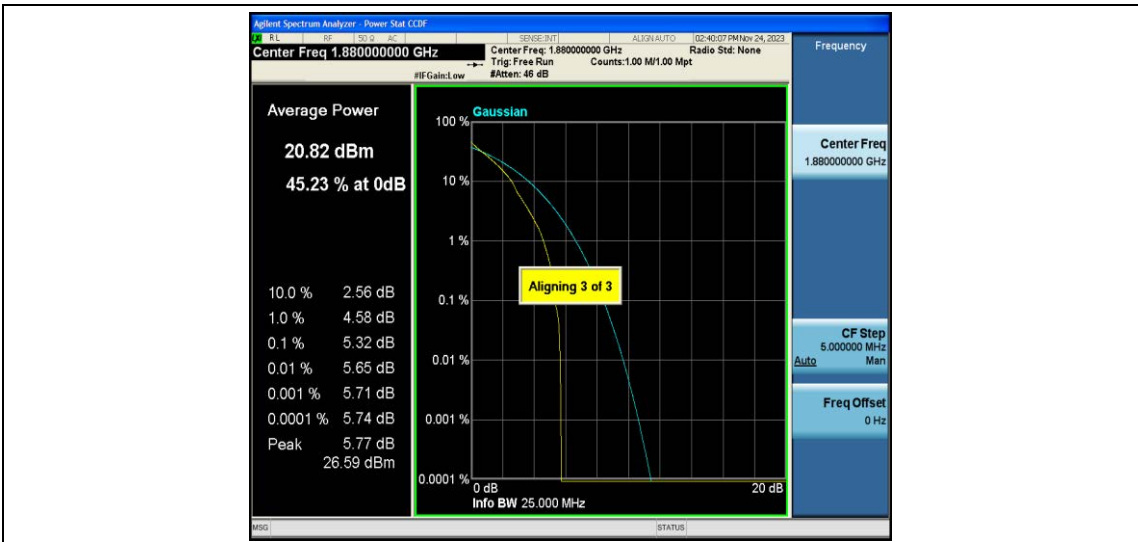 Agilent Spectrum Analyzer - Power Stat CCDF
RL RF 50 Ω AC SENSE:INT ALIGN AUTO 02:40:07 PM Nov 24, 2023
Center Freq 1.880000000 GHz
Center Freq: 1.880000000 GHz Radio Std: None
Trig: Free Run Counts:1.00 M/1.00 Mpt
#IFGain:Low #Atten: 46 dB
Frequency
Average Power
20.82 dBm
45.23 % at 0dB
10.0 % 2.56 dB
1.0 % 4.58 dB
0.1 % 5.32 dB
0.01 % 5.65 dB
0.001 % 5.71 dB
0.0001 % 5.74 dB
Peak 5.77 dB
26.59 dBm
Gaussian
100 %
10 %
1 %
0.1 %
0.01 %
0.001 %
0.0001 %
Aligning 3 of 3
0 dB 20 dB
Info BW 25.000 MHz
Center Freq
1.880000000 GHz
CF Step
5.000000 MHz
Auto Man
Freq Offset
0 Hz
MSG STATUS